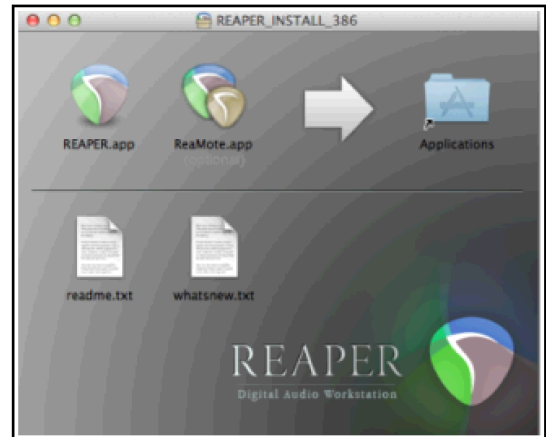 REAPER_INSTALL_386
REAPER.app
ReaMote.app
(optional)
Applications
readme.txt
whatsnew.txt
REAPER
Digital Audio Workstation